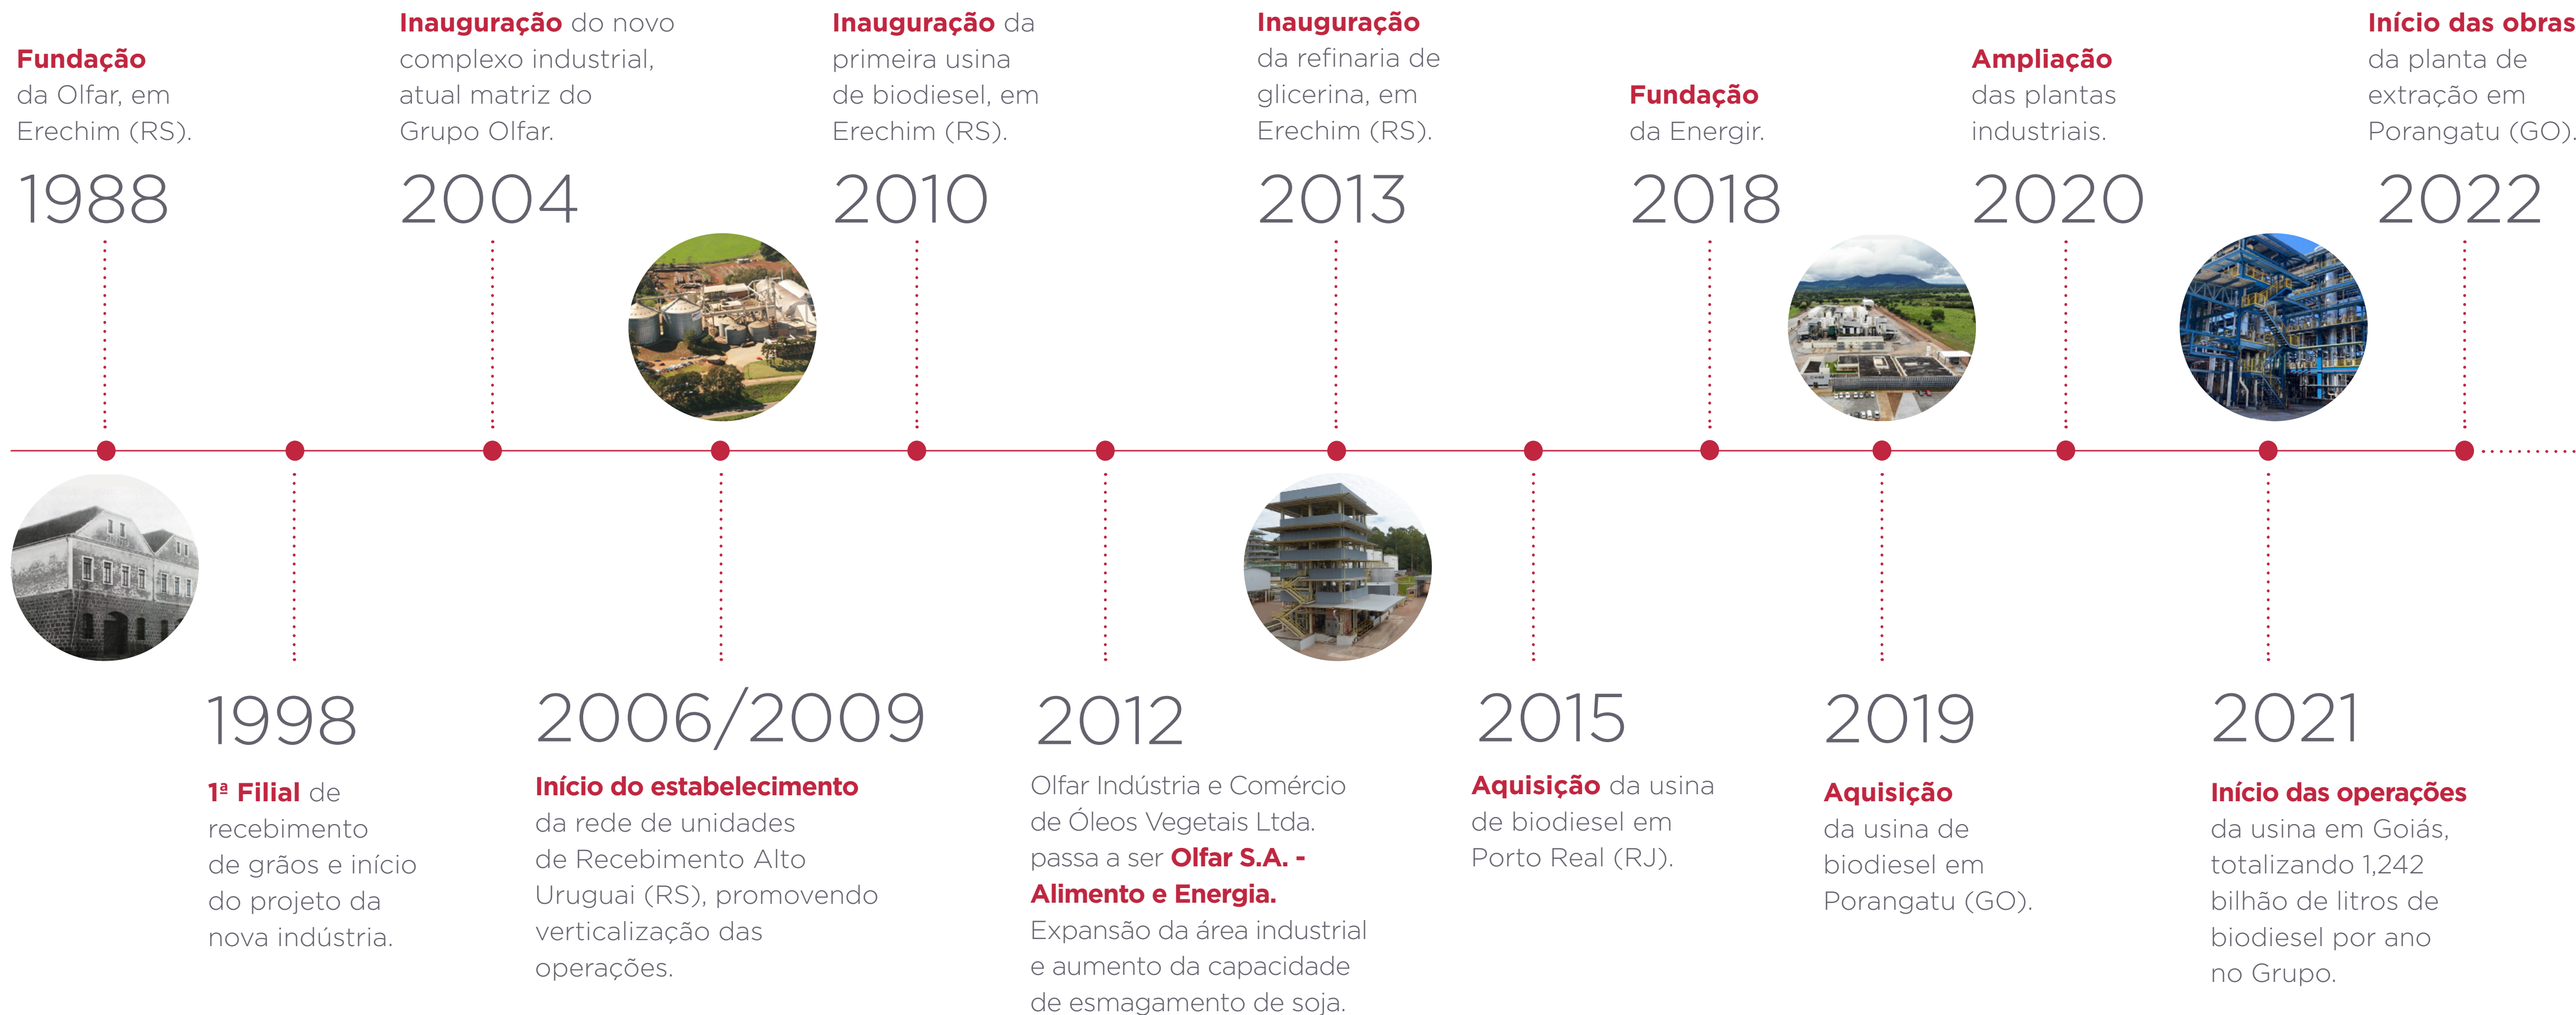 Fundação
da Olfar, em
Erechim (RS).
1988
Inauguração do novo
complexo industrial,
atual matriz do
Grupo Olfar.
2004
Inauguração da
primeira usina
de biodiesel, em
Erechim (RS).
2010
Inauguração
da refinaria de
glicerina, em
Erechim (RS).
2013
Fundação
da Energir.
2018
Ampliação
das plantas
industriais.
2020
Início das obras
da planta de
extração em
Porangatu (GO).
2022
1998
1ª Filial de
recebimento
de grãos e início
do projeto da
nova indústria.
2006/2009
Início do estabelecimento
da rede de unidades
de Recebimento Alto
Uruguai (RS), promovendo
verticalização das
operações.
2012
Olfar Indústria e Comércio
de Óleos Vegetais Ltda.
passa a ser Olfar S.A. -
Alimento e Energia.
Expansão da área industrial
e aumento da capacidade
de esmagamento de soja.
2015
Aquisição da usina
de biodiesel em
Porto Real (RJ).
2019
Aquisição
da usina de
biodiesel em
Porangatu (GO).
2021
Início das operações
da usina em Goiás,
totalizando 1,242
bilhão de litros de
biodiesel por ano
no Grupo.